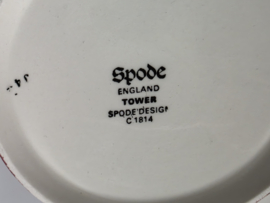 Spode
ENGLAND
TOWER
SPODE DESIGN
C 1814